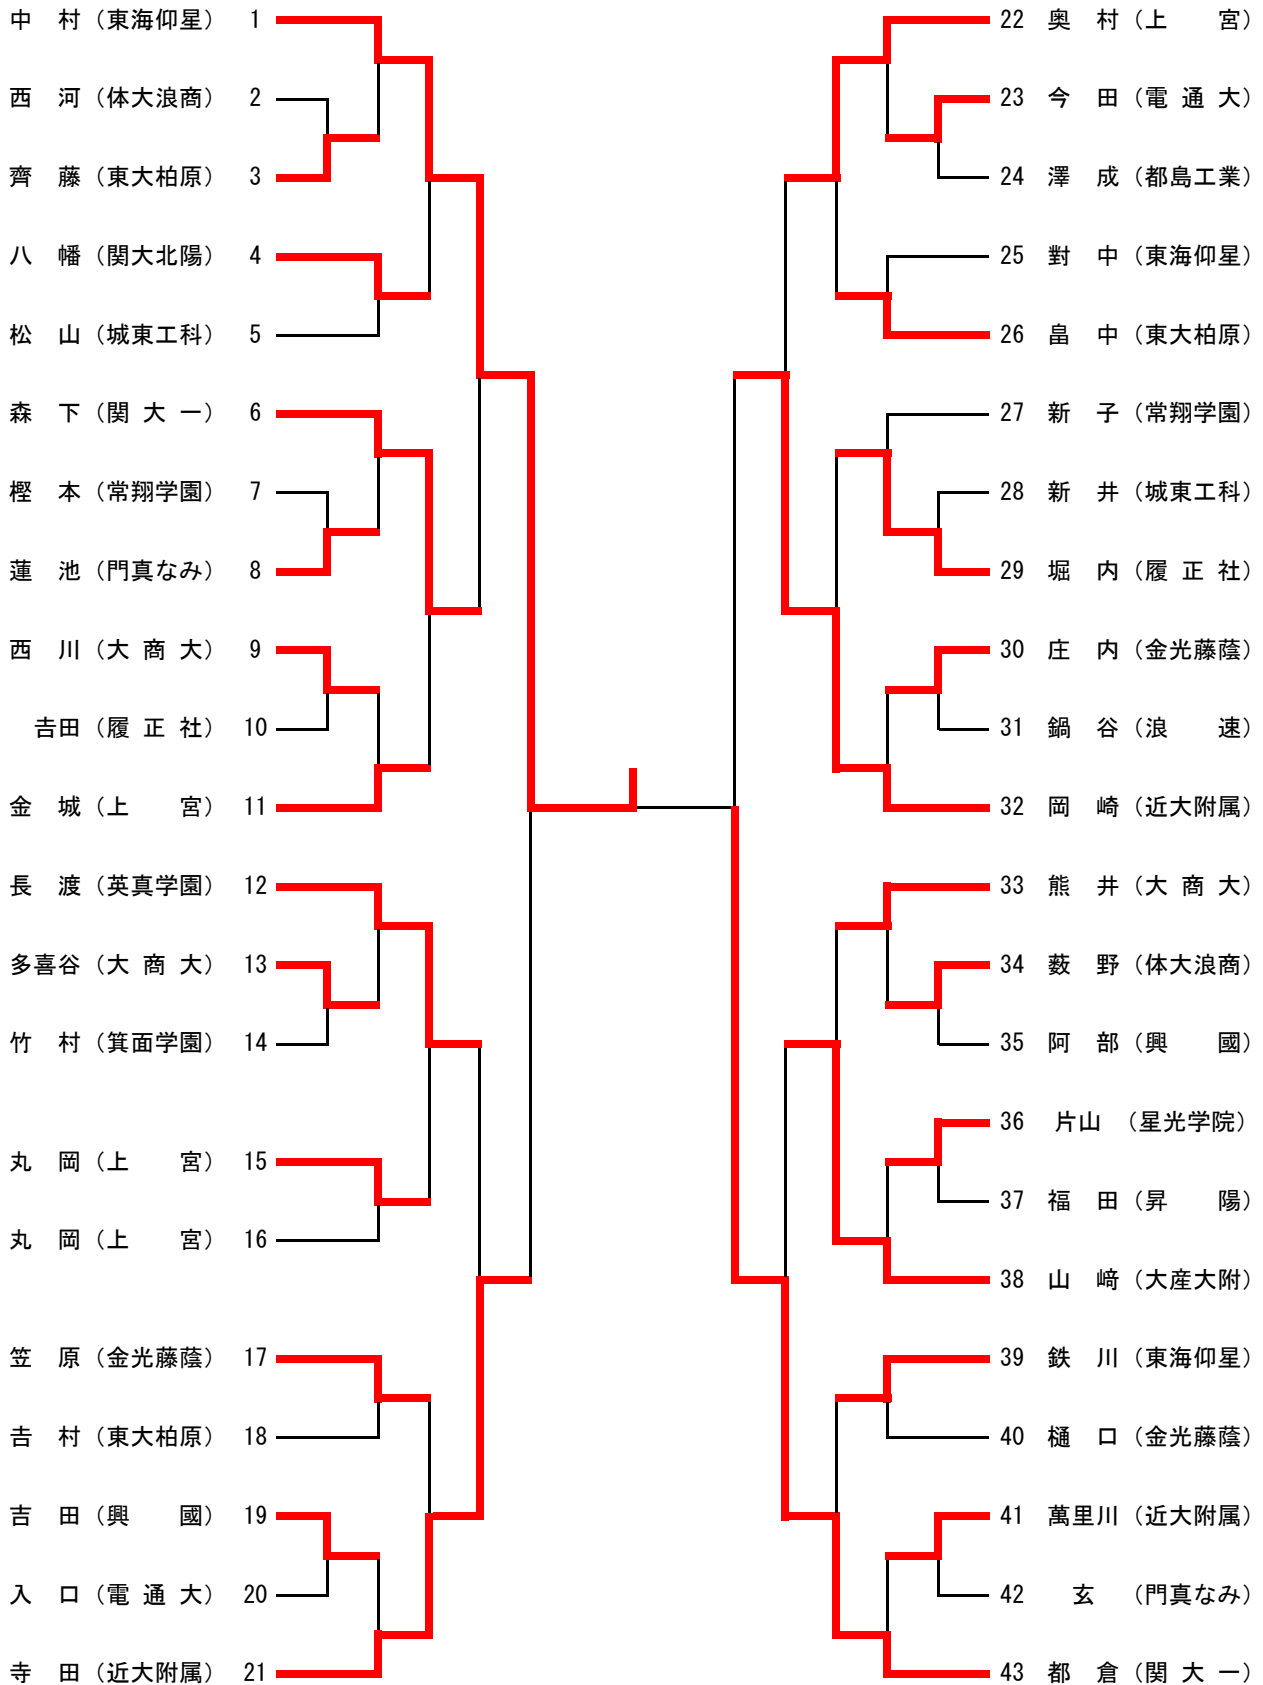 中　村（東海仰星）　1
西　河（体大浪商）　2
齊　藤（東大柏原）　3
八　幡（関大北陽）　4
松　山（城東工科）　5
森　下（関 大 一）　6
樫　本（常翔学園）　7
蓮　池（門真なみ）　8
西　川（大 商 大）　9
𠮷田（履 正 社）　10
金　城（上　　宮）　11
長　渡（英真学園）　12
多喜谷（大 商 大）　13
竹　村（箕面学園）　14
丸　岡（上　　宮）　15
丸　岡（上　　宮）　16
笠　原（金光藤蔭）　17
𠮷　村（東大柏原）　18
吉　田（興　　國）　19
入　口（電 通 大）　20
寺　田（近大附属）　21
22　奥　村（上　　宮）
23　今　田（電 通 大）
24　澤　成（都島工業）
25　對　中（東海仰星）
26　畠　中（東大柏原）
27　新　子（常翔学園）
28　新　井（城東工科）
29　堀　内（履 正 社）
30　庄　内（金光藤蔭）
31　鍋　谷（浪　　速）
32　岡　崎（近大附属）
33　熊　井（大 商 大）
34　薮　野（体大浪商）
35　阿　部（興　　國）
36　片山　（星光学院）
37　福　田（昇　　陽）
38　山　﨑（大産大附）
39　鉄　川（東海仰星）
40　樋　口（金光藤蔭）
41　萬里川（近大附属）
42　玄　（門真なみ）
43　都　倉（関 大 一）